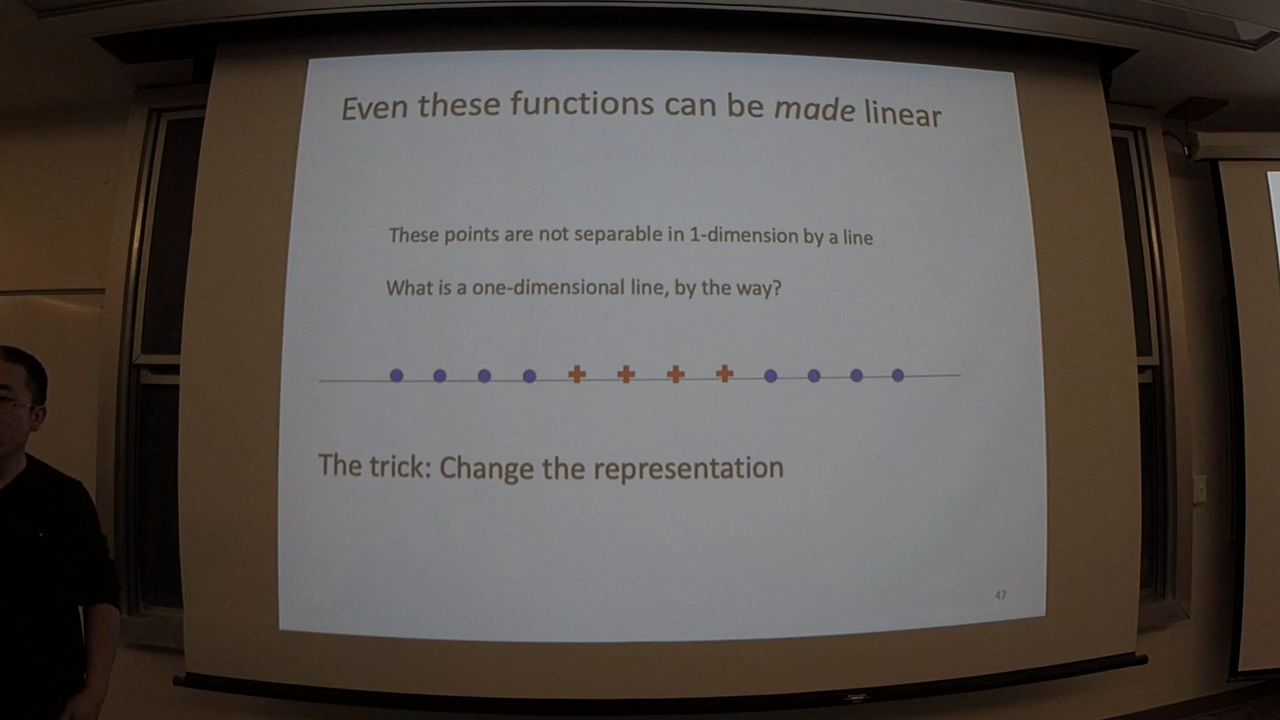 Even these functions can be made linear
These points are not separable in 1-dimension by a line
What is a one-dimensional line, by the way?
The trick: Change the representation
47